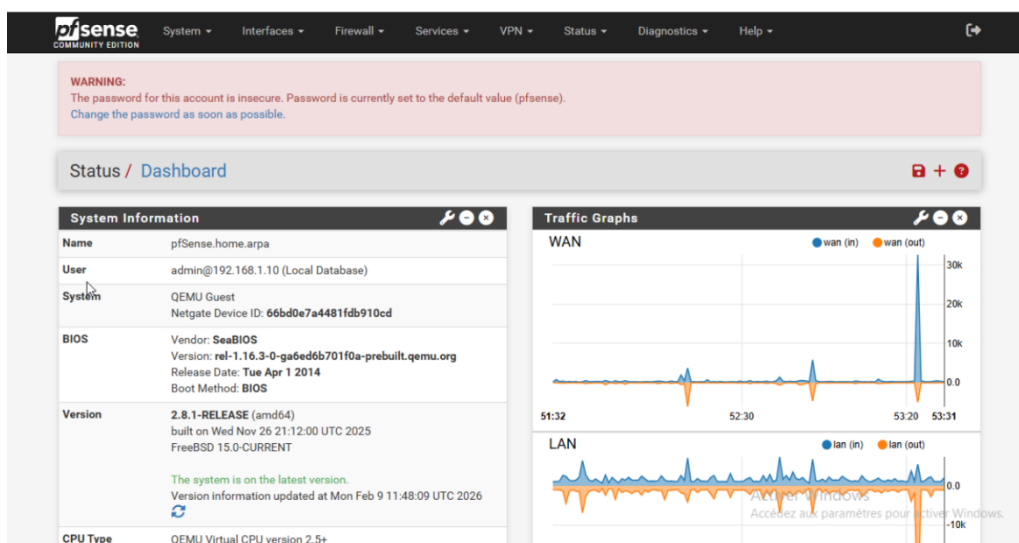 pfsense
COMMUNITY EDITION
System Interfaces Firewall Services VPN Status Diagnostics Help
WARNING:
The password for this account is insecure. Password is currently set to the default value (pfsense).
Change the password as soon as possible.
Status / Dashboard
System Information
Name pfSense.home.arpa
User admin@192.168.1.10 (Local Database)
System QEMU Guest
Netgate Device ID: 66bd0e7a4481fdb910cd
BIOS Vendor: SeaBIOS
Version: rel-1.16.3-0-ga6ed6b701f0a-prebuilt.qemu.org
Release Date: Tue Apr 1 2014
Boot Method: BIOS
Version 2.8.1-RELEASE (amd64)
built on Wed Nov 26 21:12:00 UTC 2025
FreeBSD 15.0-CURRENT
The system is on the latest version.
Version information updated at Mon Feb 9 11:48:09 UTC 2026
CPU Type QEMU Virtual CPU version 2.5+
Traffic Graphs
WAN wan (in) wan (out)
30k
20k
10k
0.0
51:32 52:30 53:20 53:31
LAN lan (in) lan (out)
0.0
Activer Windows
Accédez aux paramètres pour activer Windows.
-10k